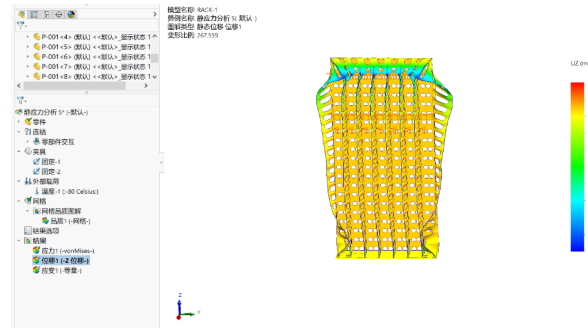 P-001<4> (默认) <<默认>_显示状态 1
P-001<5> (默认) <<默认>_显示状态 1
P-001<6> (默认) <<默认>_显示状态 1
P-001<7> (默认) <<默认>_显示状态 1
P-001<8> (默认) <<默认>_显示状态 1
静应力分析 5* (-默认-)
零件
连结
零部件交互
夹具
固定-1
固定-2
外部载荷
温度-1 (:-80 Celsius:)
网格
网格品质图解
品质1 (-网格-)
结果选项
结果
应力1 (-vonMises-)
位移1 (-Z 位移-)
应变1 (-等量-)
模型名称: RACK-1
算例名称: 静应力分析 5( 默认 )
图解类型: 静态位移 位移1
变形比例: 267.559
UZ (m
Z
Y